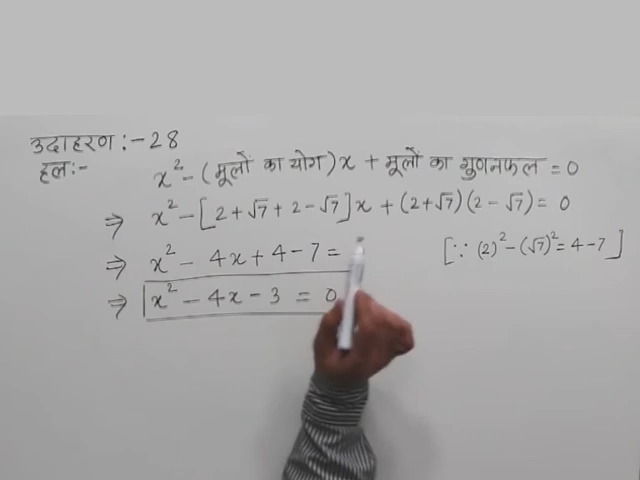 उदाहरण :- 28
हल:-
x² - (मूलों का योग)x + मूलों का गुणनफल = 0
⇒ x² - [2+√7 + 2-√7]x + (2+√7)(2-√7) = 0
⇒ x² - 4x + 4 - 7 = [∵ (2)² - (√7)² = 4 - 7]
⇒ x² - 4x - 3 = 0